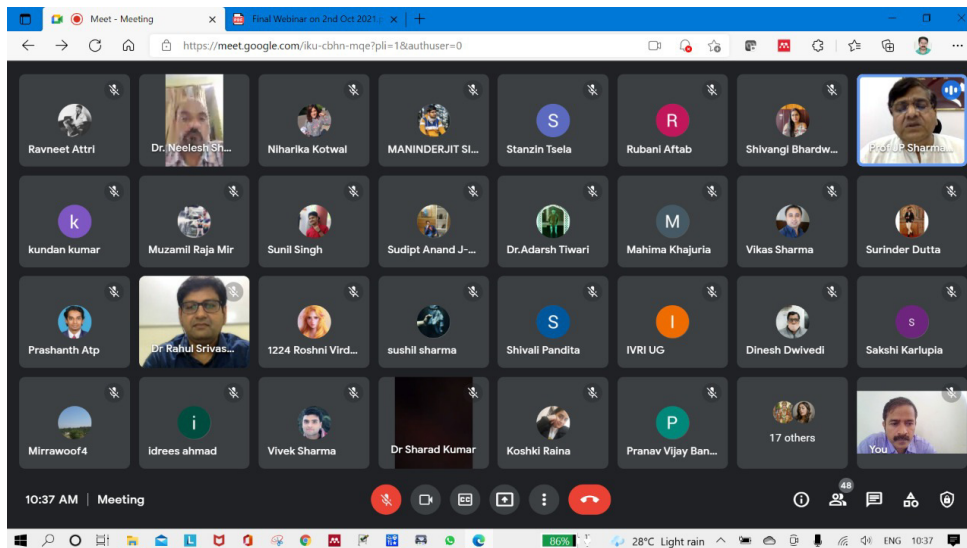 Meet - Meeting
Final Webinar on 2nd Oct 2021.p
https://meet.google.com/iku-cbhn-mqe?pli=1&authuser=0
Ravneet Attri
Dr. Neelesh Sh...
Niharika Kotwal
MANINDERJIT SI...
S
Stanzin Tsela
R
Rubani Aftab
Shivangi Bhardw...
Prof JP Sharma...
k
kundan kumar
Muzamil Raja Mir
Sunil Singh
Sudipt Anand J-...
Dr.Adarsh Tiwari
M
Mahima Khajuria
Vikas Sharma
Surinder Dutta
Prashanth Atp
Dr Rahul Srivas...
1224 Roshni Vird...
sushil sharma
S
Shivali Pandita
I
IVRI UG
Dinesh Dwivedi
s
Sakshi Karlupia
Mirrawoof4
i
idrees ahmad
Vivek Sharma
Dr Sharad Kumar
Koshki Raina
P
Pranav Vijay Ban...
17 others
You
10:37 AM | Meeting
CC
48
86%
28°C Light rain
ENG
10:37